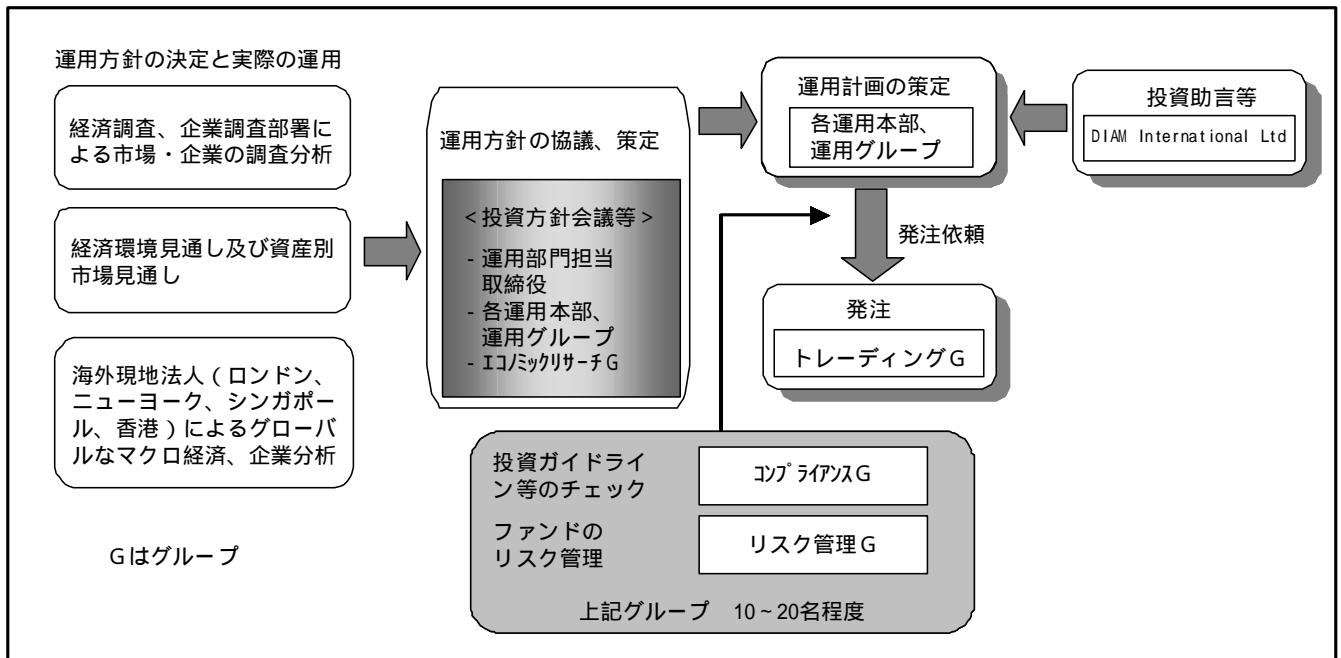 運用方針の決定と実際の運用
経済調査、企業調査部署に
よる市場・企業の調査分析
経済環境見通し及び資産別
市場見通し
海外現地法人(ロンドン、
ニューヨーク、シンガポー
ル、香港)によるグローバ
ルなマクロ経済、企業分析
Gはグループ
運用方針の協議、策定
<投資方針会議等>
- 運用部門担当
取締役
- 各運用本部、
運用グループ
- エコノミックリサーチG
運用計画の策定
各運用本部、
運用グループ
投資助言等
DIAM International Ltd
発注依頼
発注
トレーディングG
投資ガイドライ
ン等のチェック
コンプライアンスG
ファンドの
リスク管理
リスク管理G
上記グループ 10~20名程度